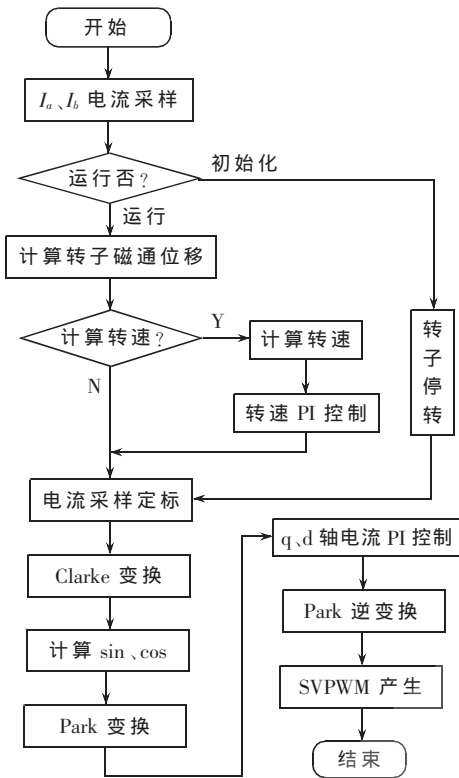 开始
Ia、Ib 电流采样
运行否?
初始化
运行
计算转子磁通位移
计算转速?
Y
计算转速
转子停转
N
转速 PI 控制
电流采样定标
q、d 轴电流 PI 控制
Clarke 变换
Park 逆变换
计算 sin、cos
SVPWM 产生
Park 变换
结束